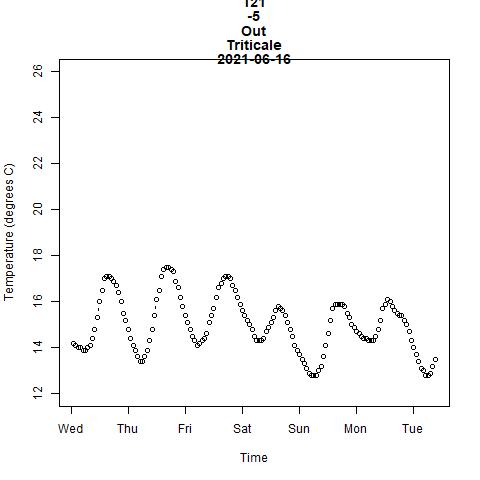 121
-5
Out
Triticale
2021-06-16
Temperature (degrees C)
26
24
22
20
18
16
14
12
Wed Thu Fri Sat Sun Mon Tue
Time